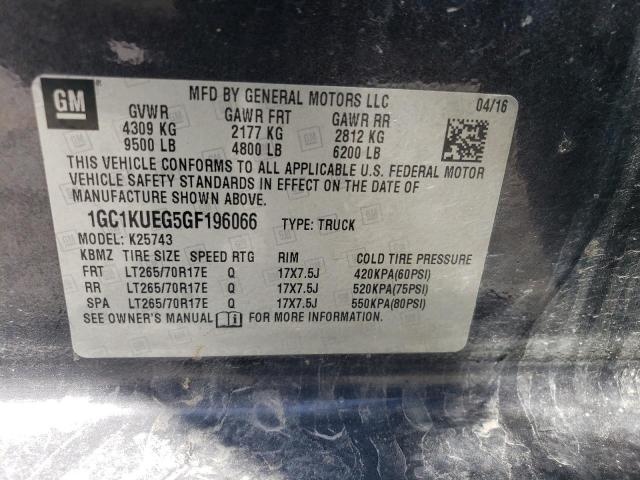 GM
MFD BY GENERAL MOTORS LLC 04/16
GVWR GAWR FRT GAWR RR
4309 KG 2177 KG 2812 KG
9500 LB 4800 LB 6200 LB
THIS VEHICLE CONFORMS TO ALL APPLICABLE U.S. FEDERAL MOTOR
VEHICLE SAFETY STANDARDS IN EFFECT ON THE DATE OF
MANUFACTURE SHOWN ABOVE.
1GC1KUEG5GF196066 TYPE: TRUCK
MODEL: K25743
KBMZ TIRE SIZE SPEED RTG RIM COLD TIRE PRESSURE
FRT LT265/70R17E Q 17X7.5J 420KPA(60PSI)
RR LT265/70R17E Q 17X7.5J 520KPA(75PSI)
SPA LT265/70R17E Q 17X7.5J 550KPA(80PSI)
SEE OWNER'S MANUAL FOR MORE INFORMATION.